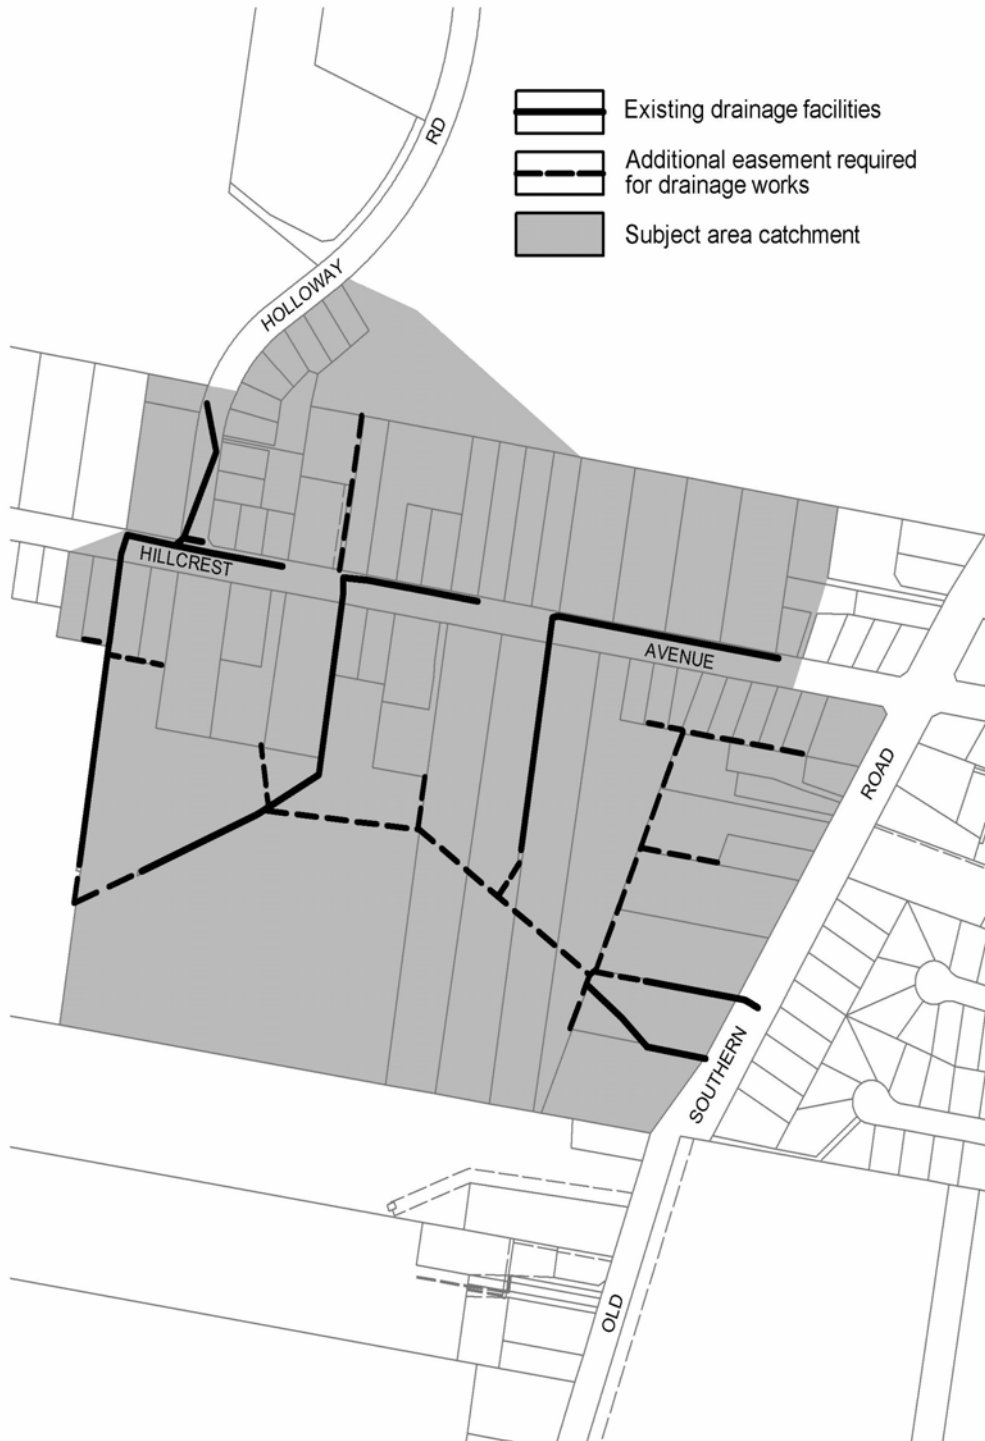 Existing drainage facilities
Additional easement required
for drainage works
Subject area catchment
RD
HOLLOWAY
HILLCREST
AVENUE
ROAD
SOUTHERN
OLD